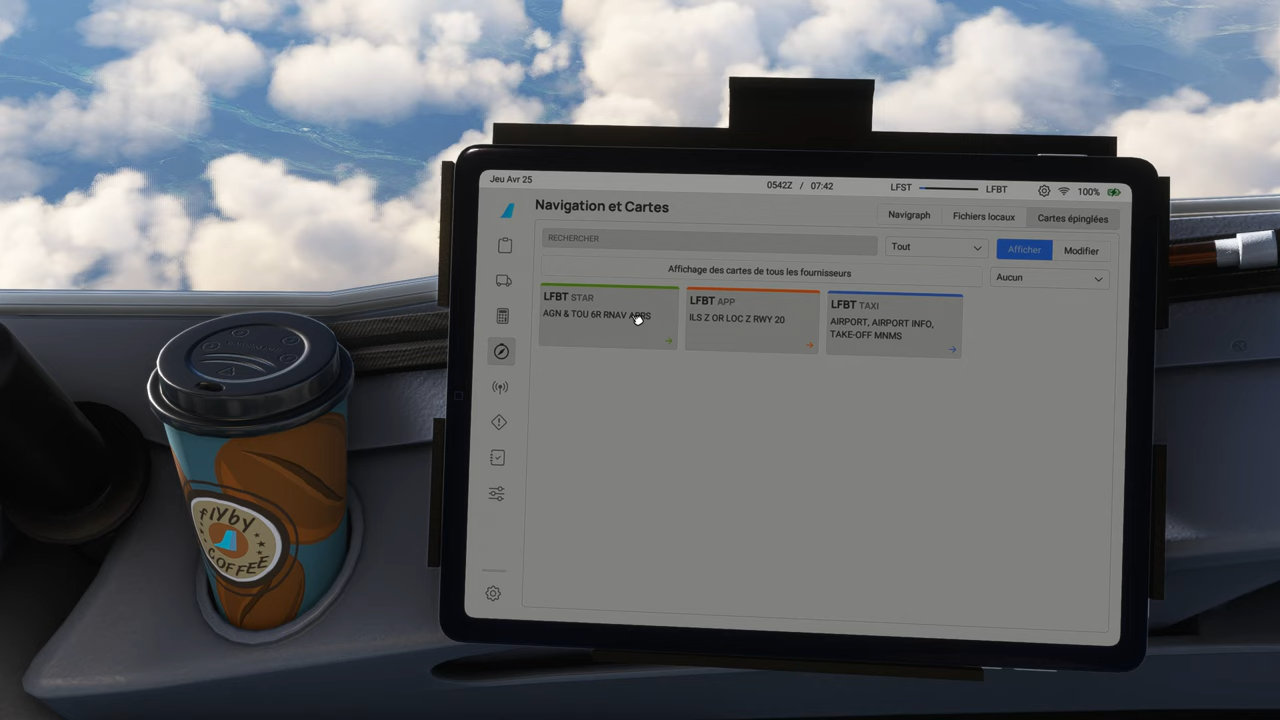 Jeu Avr 25
0542Z / 07:42
LFST
LFBT
100%
Navigation et Cartes
Navigraph
Fichiers locaux
Cartes épinglées
RECHERCHER
Tout
Afficher
Modifier
Affichage des cartes de tous les fournisseurs
Aucun
LFBT STAR
AGN & TOU 6R RNAV ARRS
LFBT APP
ILS Z OR LOC Z RWY 20
LFBT TAXI
AIRPORT, AIRPORT INFO,
TAKE-OFF MNMS
flyby
COFFEE